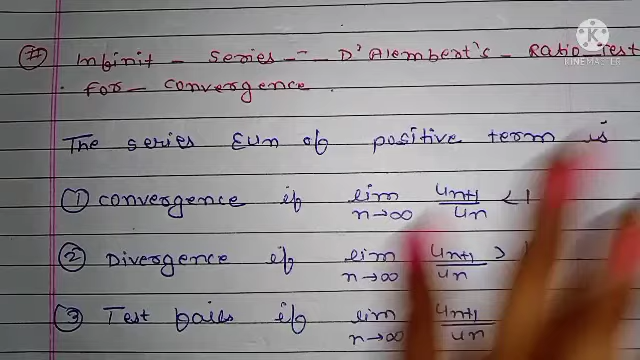 # Infinit - Series :- D'Alembert's - Ratio Test
For - Convergence
The series Σun of positive term is
① Convergence if lim n→∞ un+1/un < 1
② Divergence if lim n→∞ un+1/un >
③ Test fails if lim n→∞ un+1/un
KINEMASTER